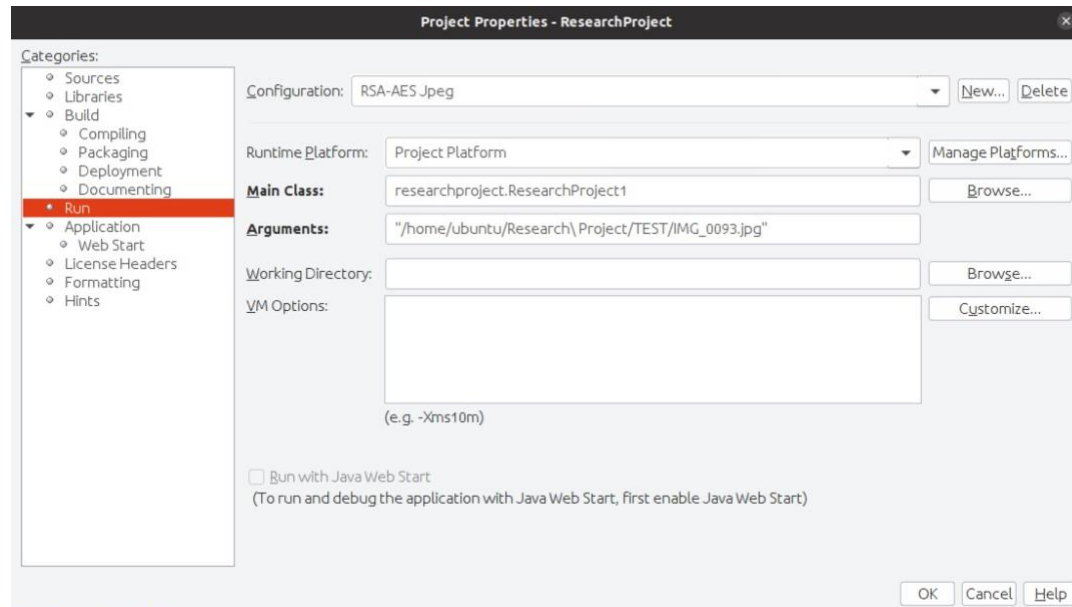 Project Properties - ResearchProject
Categories:
Sources
Libraries
Build
Compiling
Packaging
Deployment
Documenting
Run
Application
Web Start
License Headers
Formatting
Hints
Configuration: RSA-AES Jpeg New... Delete
Runtime Platform: Project Platform Manage Platforms...
Main Class: researchproject.ResearchProject1 Browse...
Arguments: "/home/ubuntu/Research\ Project/TEST/IMG_0093.jpg"
Working Directory: Browse...
VM Options: Customize...
(e.g. -Xms10m)
Run with Java Web Start
(To run and debug the application with Java Web Start, first enable Java Web Start)
OK Cancel Help